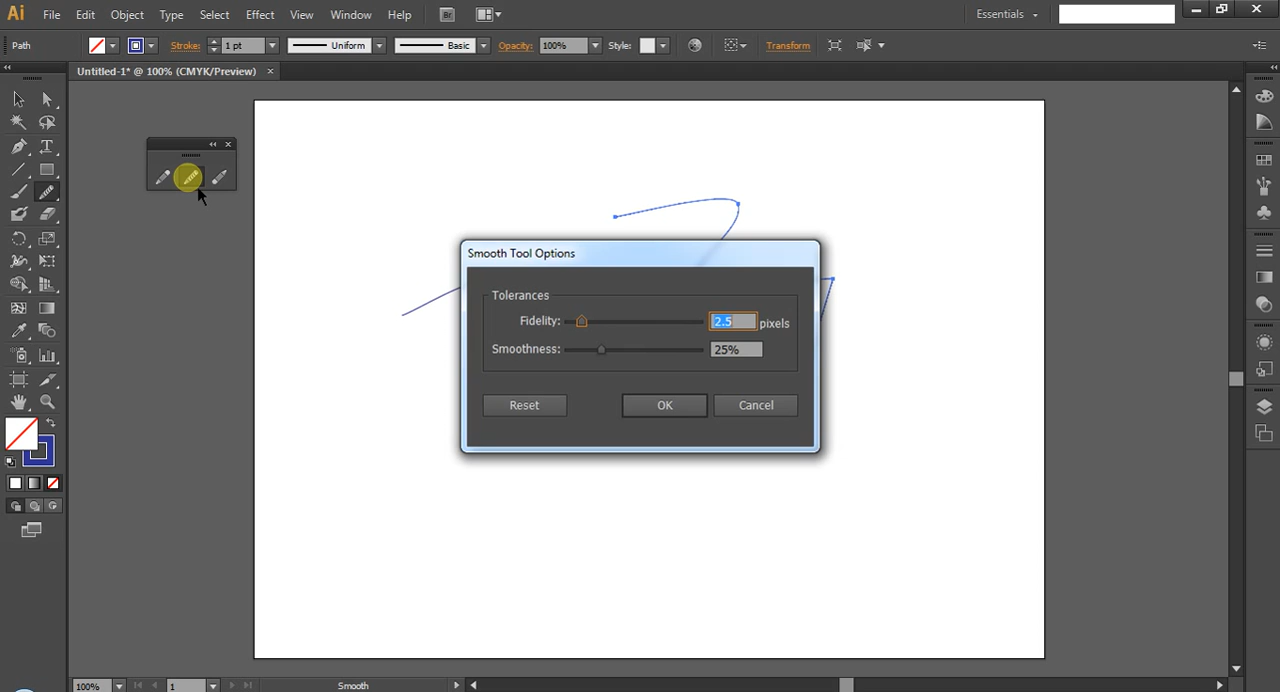 Ai File Edit Object Type Select Effect View Window Help Br Essentials
Path Stroke: 1 pt Uniform Basic Opacity: 100% Style: Transform
Untitled-1* @ 100% (CMYK/Preview) ×
Smooth Tool Options
Tolerances
Fidelity: 2.5 pixels
Smoothness: 25%
Reset OK Cancel
100% 1 Smooth